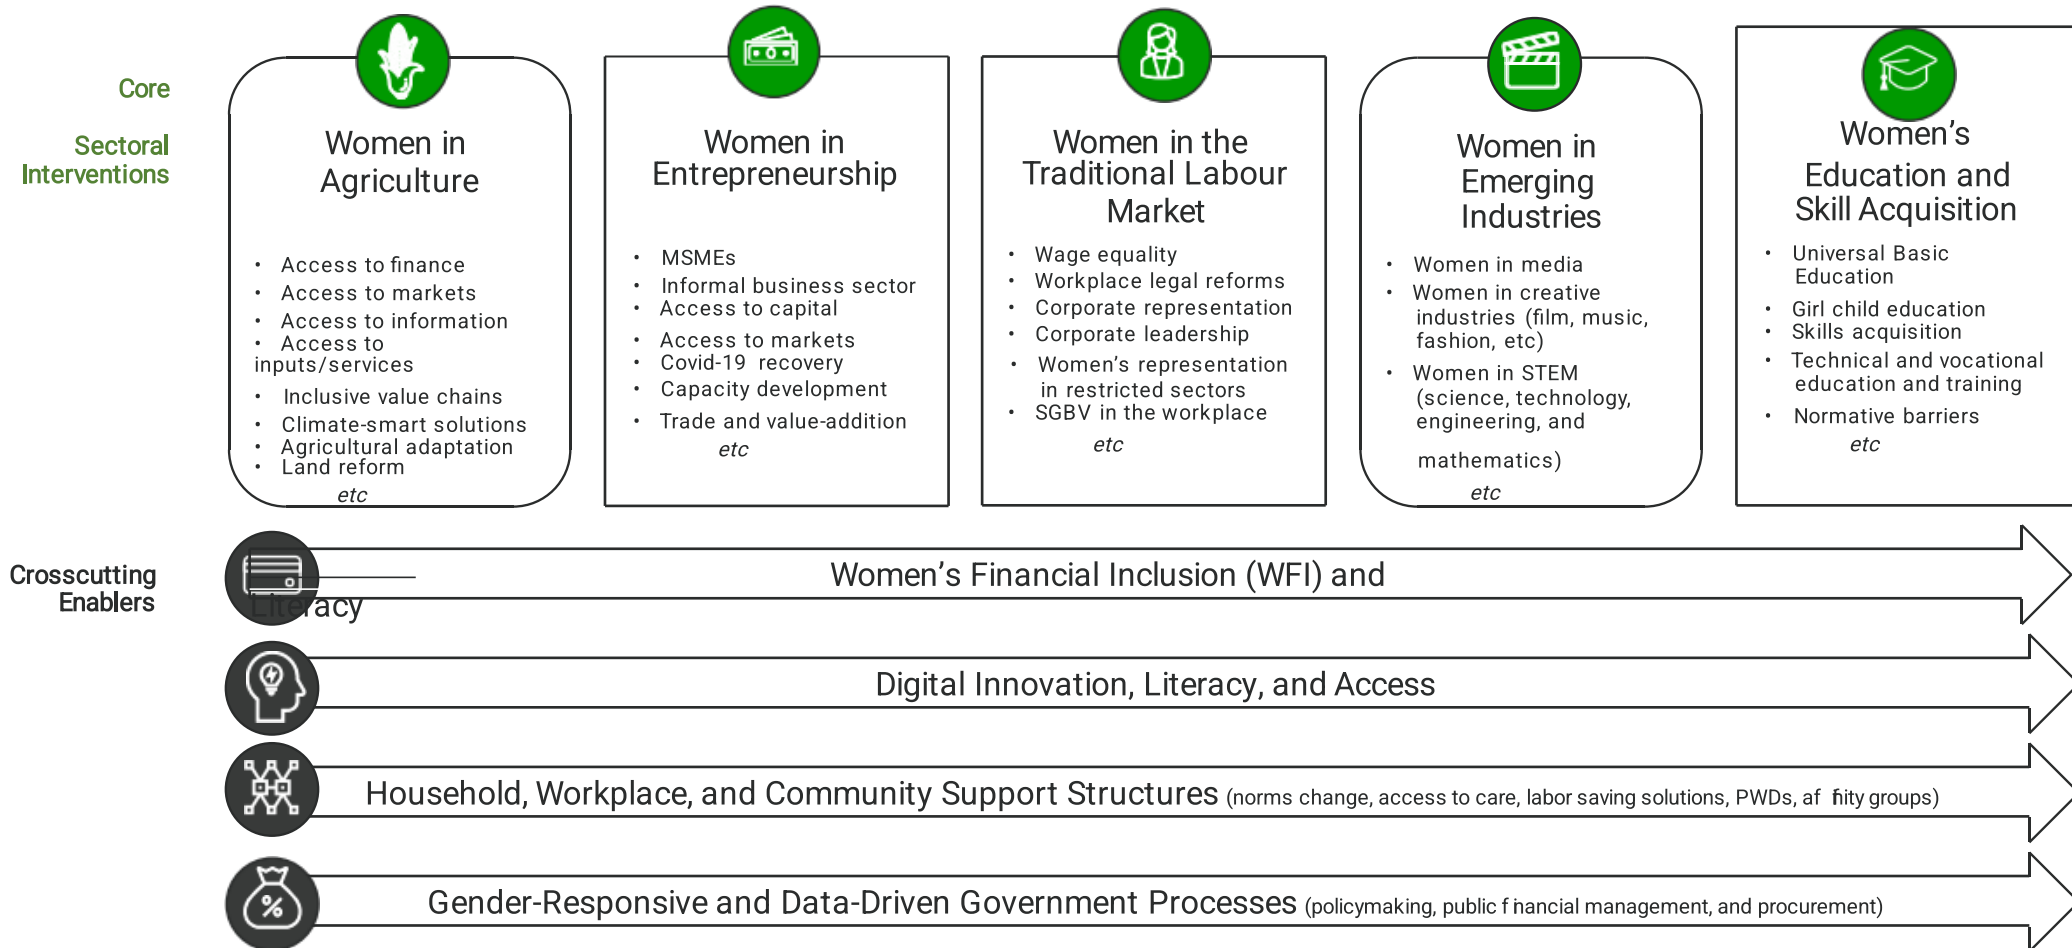 Core
Sectoral
Interventions
Women in
Agriculture
• Access to finance
• Access to markets
• Access to information
• Access to
inputs/services
• Inclusive value chains
• Climate-smart solutions
• Agricultural adaptation
• Land reform
etc
Women in
Entrepreneurship
• MSMEs
• Informal business sector
• Access to capital
• Access to markets
• Covid-19 recovery
• Capacity development
• Trade and value-addition
etc
Women in the
Traditional Labour
Market
• Wage equality
• Workplace legal reforms
• Corporate representation
• Corporate leadership
• Women’s representation
in restricted sectors
• SGBV in the workplace
etc
Women in
Emerging
Industries
• Women in media
• Women in creative
industries (film, music,
fashion, etc)
• Women in STEM
(science, technology,
engineering, and
mathematics)
etc
Women’s
Education and
Skill Acquisition
• Universal Basic
Education
• Girl child education
• Skills acquisition
• Technical and vocational
education and training
• Normative barriers
etc
Crosscutting
Enablers
Women’s Financial Inclusion (WFI) and
Literacy
Digital Innovation, Literacy, and Access
Household, Workplace, and Community Support Structures (norms change, access to care, labor saving solutions, PWDs, af finity groups)
Gender-Responsive and Data-Driven Government Processes (policymaking, public f inancial management, and procurement)